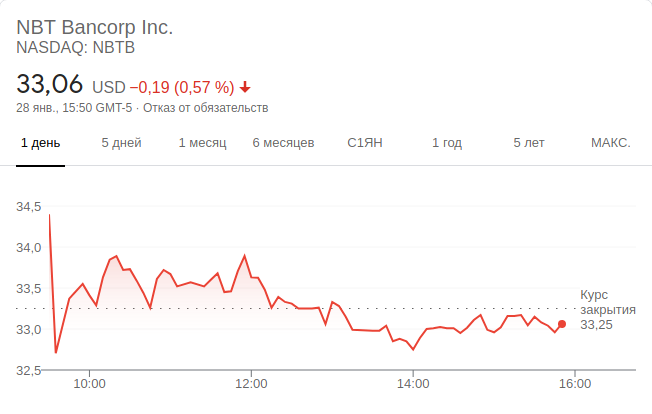 NBT Bancorp Inc.
NASDAQ: NBTB
33,06 USD −0,19 (0,57 %)
28 янв., 15:50 GMT-5 · Отказ от обязательств
1 день 5 дней 1 месяц 6 месяцев С1ЯН 1 год 5 лет МАКС.
34,5
34,0
33,5
Курс
закрытия
33,25
33,0
32,5
10:00 12:00 14:00 16:00